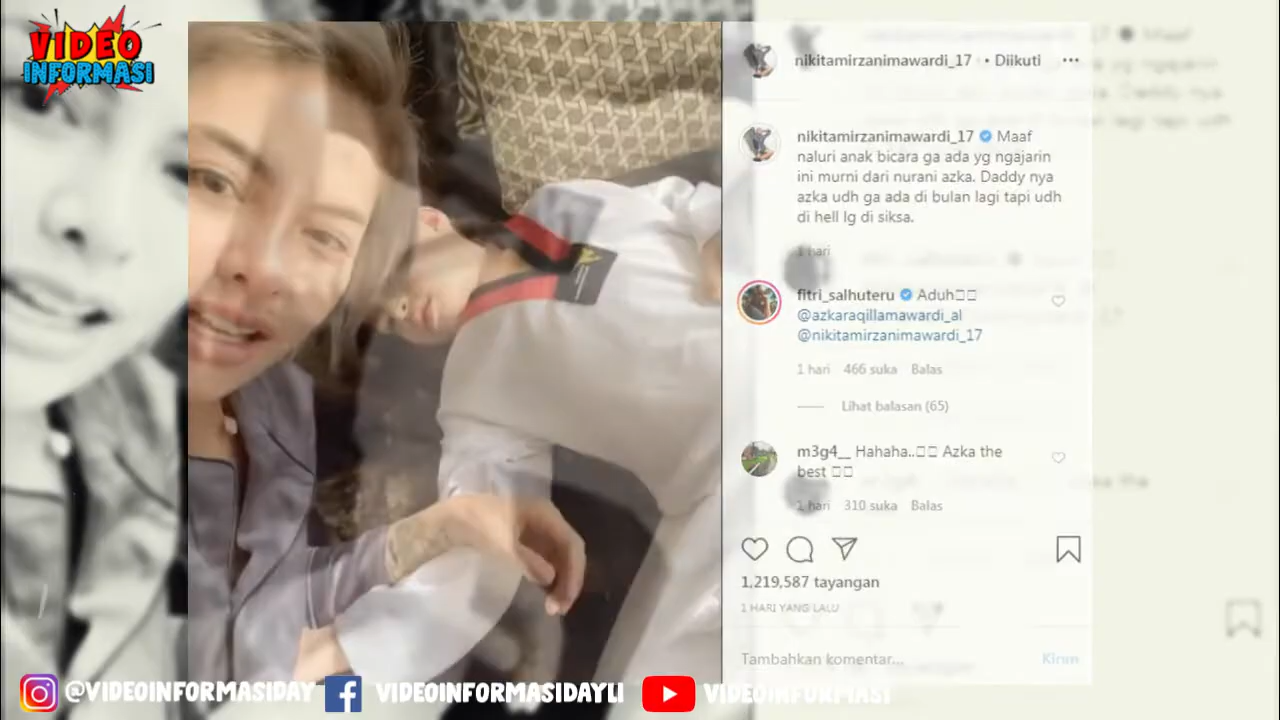 VIDEO
INFORMASI
nikitamirzanimawardi_17 • Diikuti
nikitamirzanimawardi_17 Maaf
naluri anak bicara ga ada yg ngajarin
ini murni dari nurani azka. Daddy nya
azka udh ga ada di bulan lagi tapi udh
di hell lg di siksa.
1 hari
fitri_salhuteru Aduh
@azkaraqillamawardi_al
@nikitamirzanimawardi_17
1 hari 466 suka Balas
Lihat balasan (65)
m3g4__ Hahaha.. Azka the
best
1 hari 310 suka Balas
1,219,587 tayangan
1 HARI YANG LALU
Tambahkan komentar... Kirim
@VIDEOINFORMASIDAY VIDEOINFORMASIDAYLI VIDEOINFORMASI